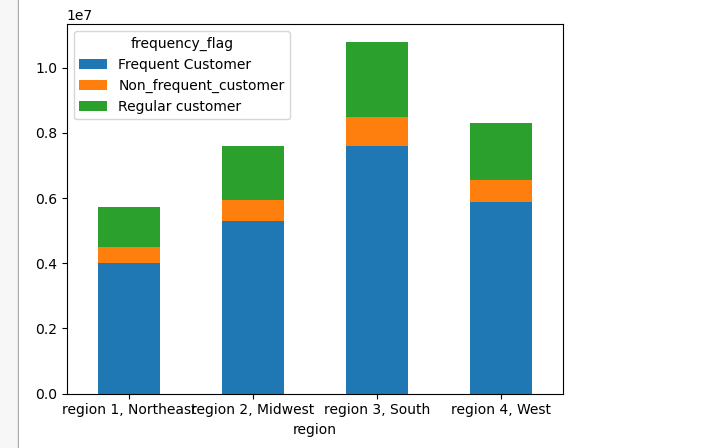 1e7
frequency_flag
Frequent Customer
Non_frequent_customer
Regular customer
1.0
0.8
0.6
0.4
0.2
0.0
region 1, Northeast region 2, Midwest region 3, South region 4, West
region